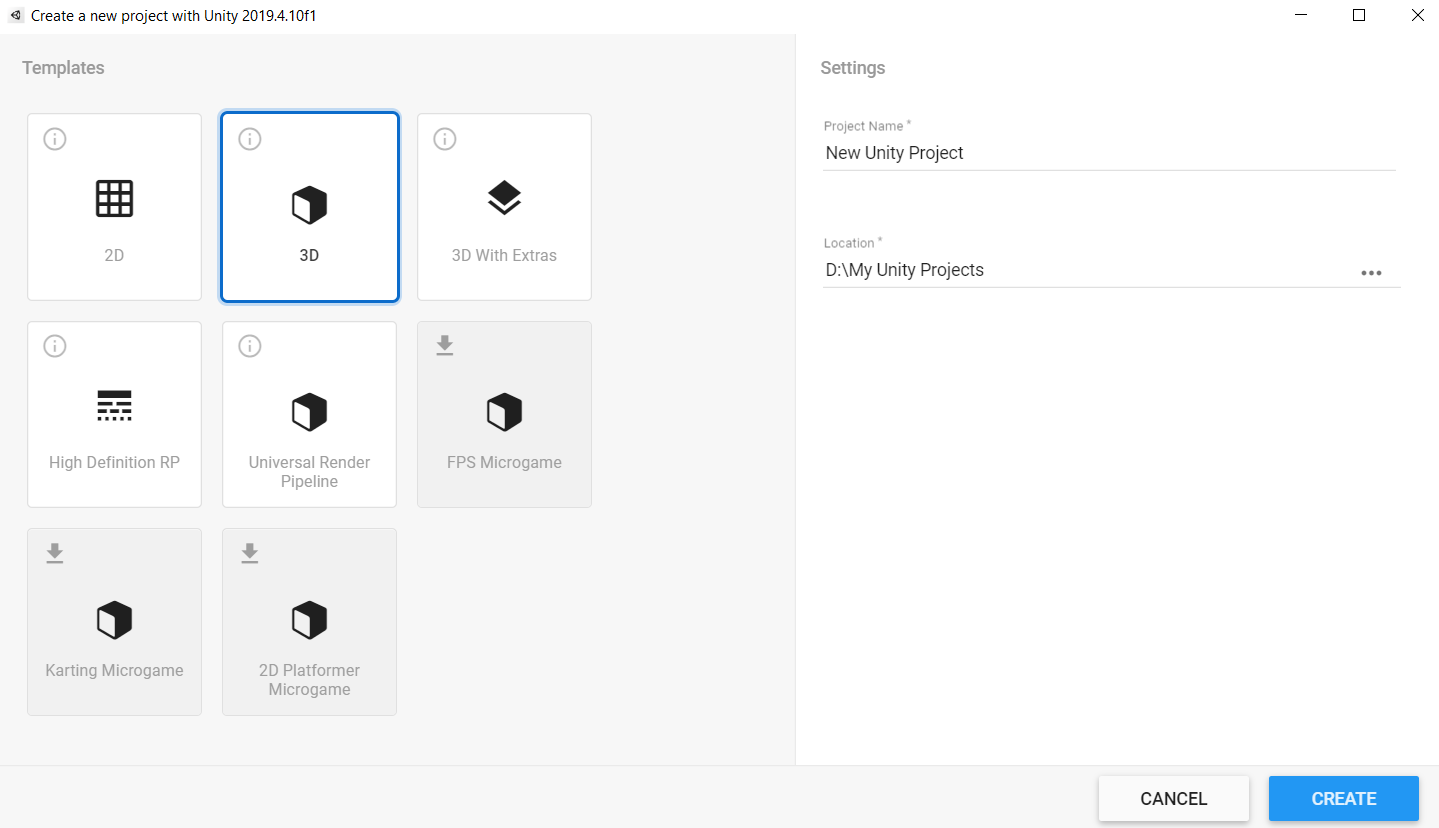 Create a new project with Unity 2019.4.10f1
Templates
2D
3D
3D With Extras
High Definition RP
Universal Render
Pipeline
FPS Microgame
Karting Microgame
2D Platformer
Microgame
Settings
Project Name *
New Unity Project
Location *
D:\My Unity Projects
CANCEL
CREATE